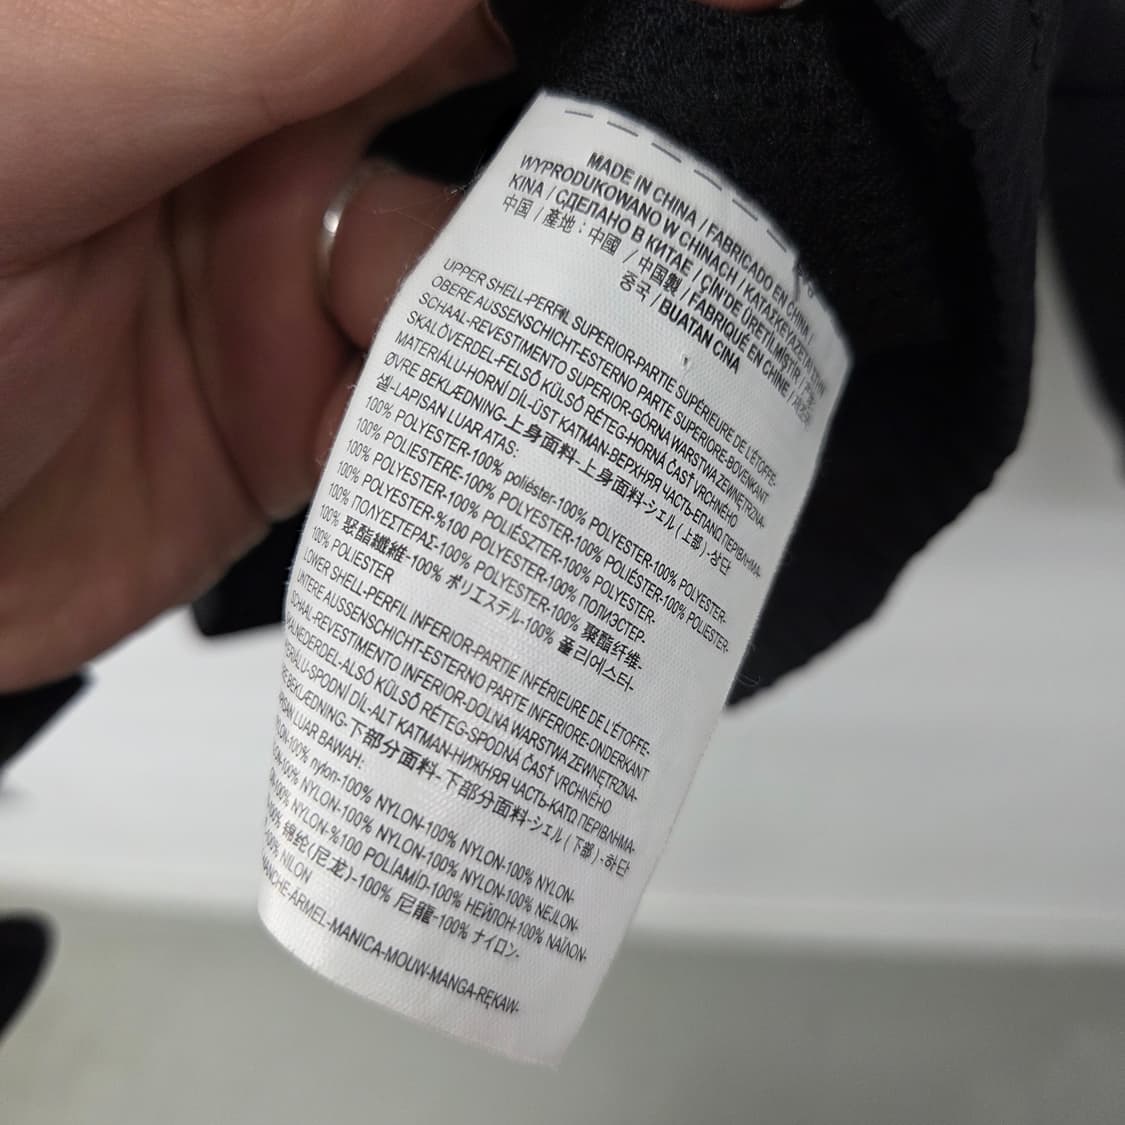 MADE IN CHINA / FABRICADO EN CHINA /
WYPRODUKOWANO W CHINACH /
KINA / СДЕЛАНО В КИТАЕ / ÇİN'DE ÜRETİLMİŞTİR /
中国 / 產地：中國 / 中国製 / FABRIQUÉ EN CHINE /
중국 / BUATAN CINA
UPPER SHELL-PERFIL SUPERIOR-PARTIE SUPÉRIEURE DE L'ÉTOFFE-
OBERE AUSSENSCHICHT-ESTERNO PARTE SUPERIORE-BOVENKANT
SCHAAL-REVESTIMENTO SUPERIOR-GÓRNA WARSTWA ZEWNĘTRZNA-
SKALÖVERDEL-FELSŐ KÜLSŐ RÉTEG-HORNÁ ČASŤ VRCHNÉHO
MATERIÁLU-HORNÍ DÍL-ÜST KATMAN-ВЕРХНЯЯ ЧАСТЬ-ΕΠΑΝΩ ΠΕΡΙΒΛΗΜΑ-
ØVRE BEKLÆDNING-上身面料-上身面料-シェル(上部)-상단
셸-LAPISAN LUAR ATAS:
100% POLYESTER-100% poliéster-100% POLYESTER-100% POLYESTER-
100% POLIESTERE-100% POLYESTER-100% POLIÉSTER-100% POLIESTER-
100% POLYESTER-100% POLIÉSZTER-100% POLYESTER-
100% POLYESTER-%100 POLYESTER-100% ПОЛИЭСТЕР-
100% ΠΟΛΥΕΣΤΕΡΑΣ-100% POLYESTER-100% 聚酯纤维-
100% 聚酯纖維-100% ポリエステル-100% 폴리에스터-
100% POLIESTER
LOWER SHELL-PERFIL INFERIOR-PARTIE INFÉRIEURE DE L'ÉTOFFE-
UNTERE AUSSENSCHICHT-ESTERNO PARTE INFERIORE-ONDERKANT
SCHAAL-REVESTIMENTO INFERIOR-DOLNA WARSTWA ZEWNĘTRZNA-
KALNEDERDEL-ALSÓ KÜLSŐ RÉTEG-SPODNÁ ČASŤ VRCHNÉHO
ERIÁLU-SPODNÍ DÍL-ALT KATMAN-НИЖНЯЯ ЧАСТЬ-ΚΑΤΩ ΠΕΡΙΒΛΗΜΑ-
RE BEKLÆDNING-下部分面料-下部分面料-シェル(下部)-하단
PISAN LUAR BAWAH:
100% nylon-100% NYLON-100% NYLON-100% NYLON-
100% NYLON-100% NYLON-100% NYLON-100% NEJLON-
NYLON-%100 POLİAMİD-100% НЕЙЛОН-100% ΝΑΪΛΟΝ-
锦纶(尼龙)-100% 尼龍-100% ナイロン-
NILON
ANCHE-ARMEL-MANICA-MOUW-MANGA-RĘKAW-